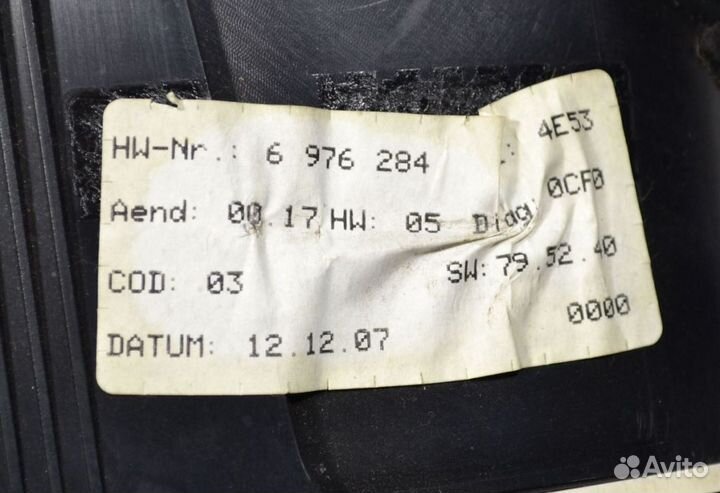 HW-Nr.: 6 976 284 : 4E53
Aend: 00.17 HW: 05 Diag: 0CF0
COD: 03 SW: 79.52.40
DATUM: 12.12.07 0000
Avito